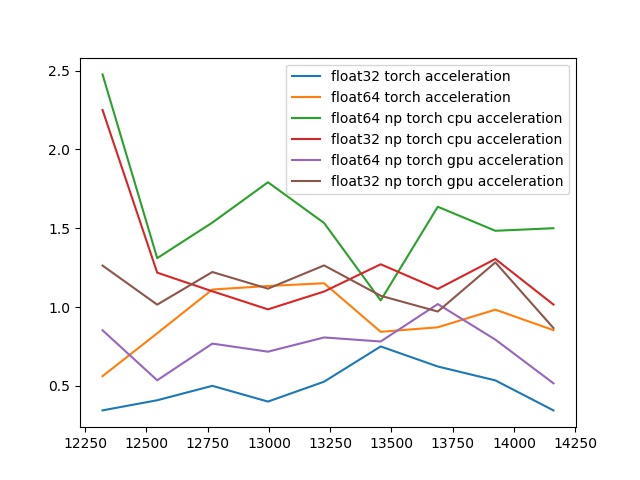 float32 torch acceleration
float64 torch acceleration
float64 np torch cpu acceleration
float32 np torch cpu acceleration
float64 np torch gpu acceleration
float32 np torch gpu acceleration
2.5
2.0
1.5
1.0
0.5
12250 12500 12750 13000 13250 13500 13750 14000 14250